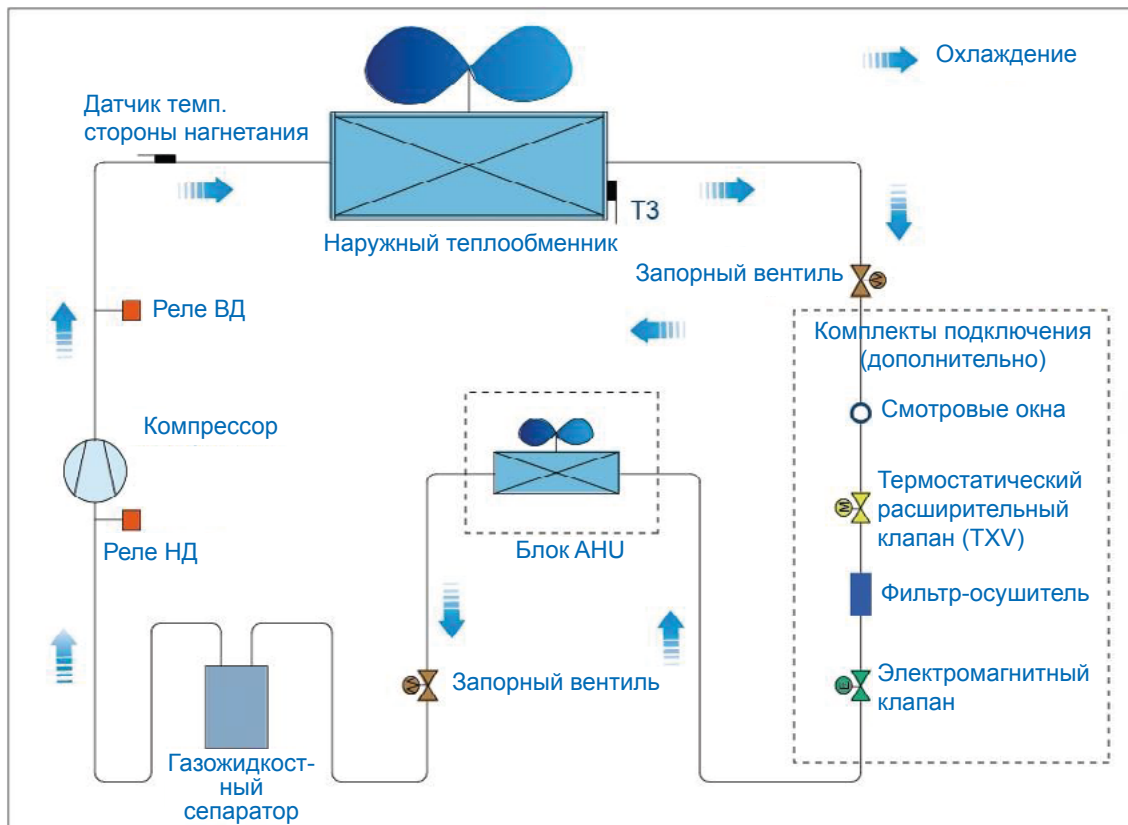 Охлаждение
Датчик темп.
стороны нагнетания
T3
Наружный теплообменник
Запорный вентиль
Реле ВД
Комплекты подключения
(дополнительно)
Смотровые окна
Компрессор
Термостатический
расширительный
клапан (TXV)
M
Реле НД
Блок AHU
Фильтр-осушитель
Запорный вентиль
Электромагнитный
клапан
E
Газожидкост-
ный
сепаратор